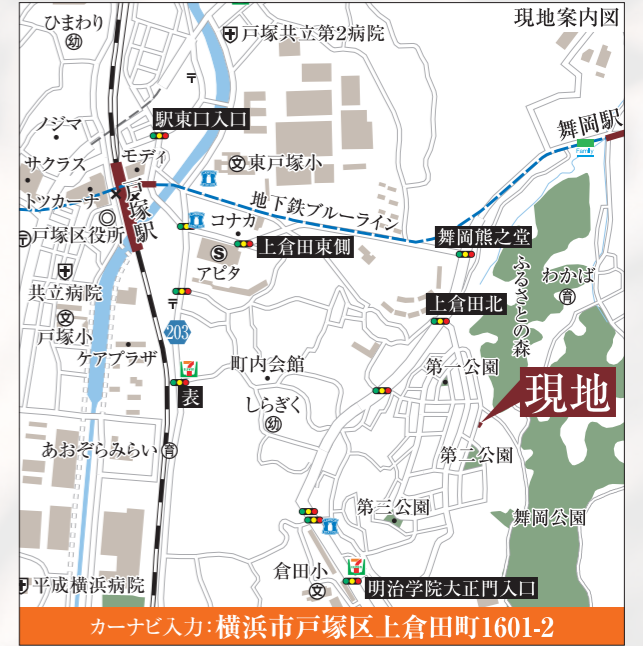 現地案内図
ひまわり
幼
戸塚共立第2病院
〒
駅東口入口
ノジマ
サクラス
モディ
トツカーナ
戸塚駅
文東戸塚小
舞岡駅
Family
地下鉄ブルーライン
コナカ
〒戸塚区役所
S
アピタ
上倉田東側
舞岡熊之堂
共立病院
文
戸塚小
〒
上倉田北
ふるさとの森
わかば
育
203
ケアプラザ
表
町内会館
しらぎく
幼
第一公園
現地
あおぞらみらい育
第二公園
第三公園
舞岡公園
倉田小
文
平成横浜病院
明治学院大正門入口
カーナビ入力:横浜市戸塚区上倉田町1601-2